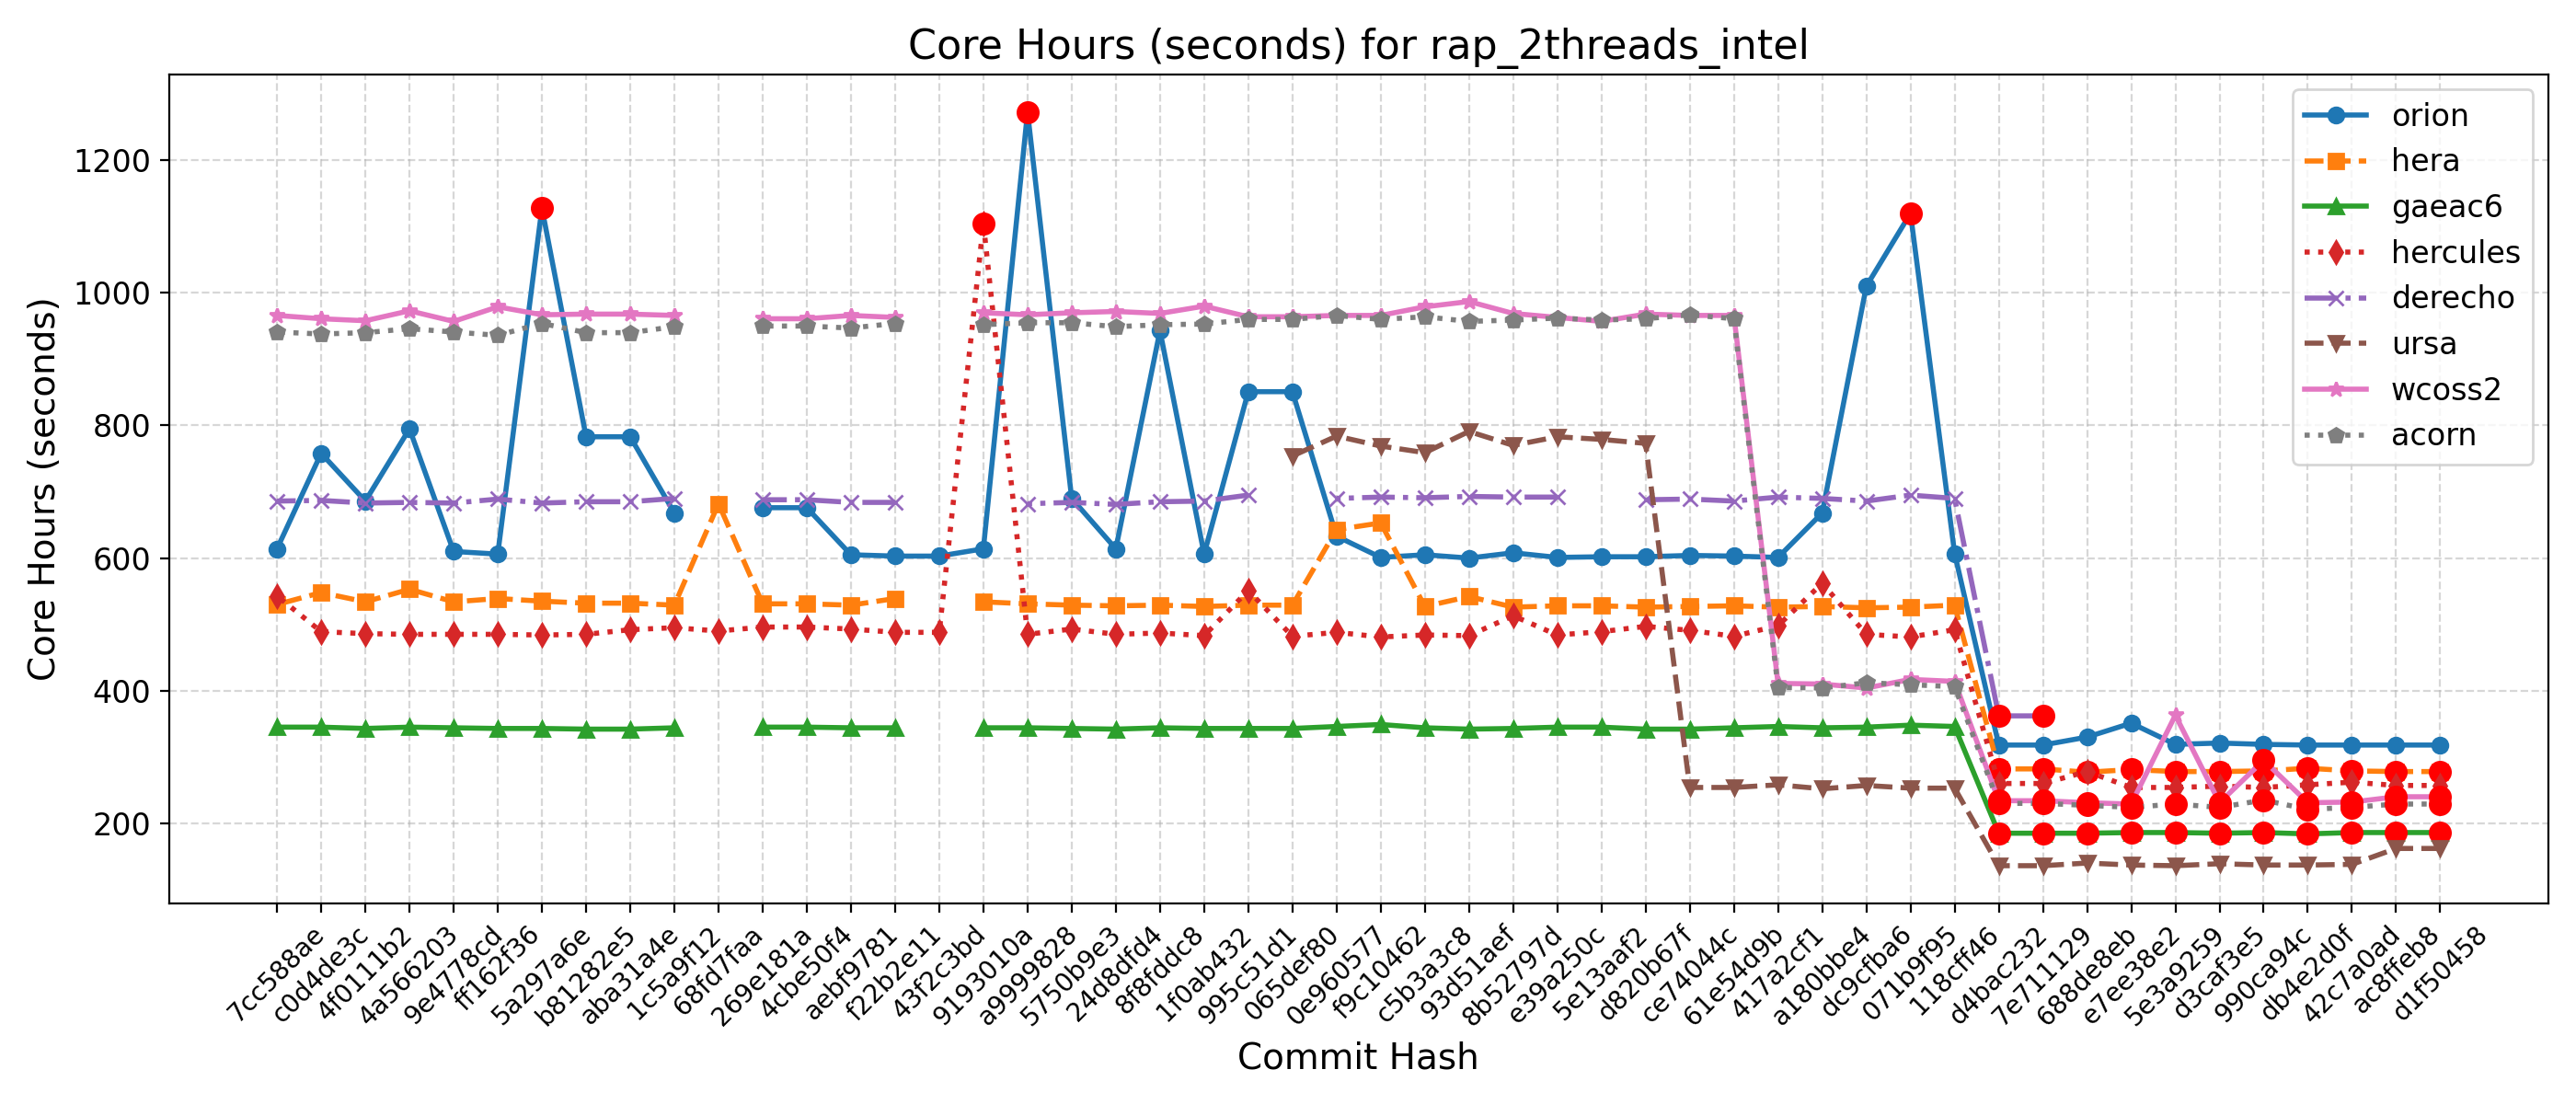 Core Hours (seconds) for rap_2threads_intel
Core Hours (seconds)
1200
1000
800
600
400
200
orion
hera
gaeac6
hercules
derecho
ursa
wcoss2
acorn
7cc588ae
c0d4de3c
4f0111b2
4a566203
9e4778cd
ff162f36
5a297a6e
b81282e5
aba31a4e
1c5a9f12
68fd7faa
269e181a
4cbe50f4
aebf9781
f22b2e11
43f2c3bd
9193010a
a9999828
5750b9e3
24d8dfd4
8f8fddc8
1f0ab432
995c51d1
065def80
0e960577
f9c10462
c5b3a3c8
93d51aef
8b52797d
e39a250c
5e13aaf2
d820b67f
ce74044c
61e54d9b
417a2cf1
a180bbe4
dc9cfba6
071b9f95
118cff46
d4bac232
7e711129
688de8eb
e7ee38e2
5e3a9259
d3caf3e5
990ca94c
db4e2d0f
42c7a0ad
ac8ffeb8
d1f50458
Commit Hash